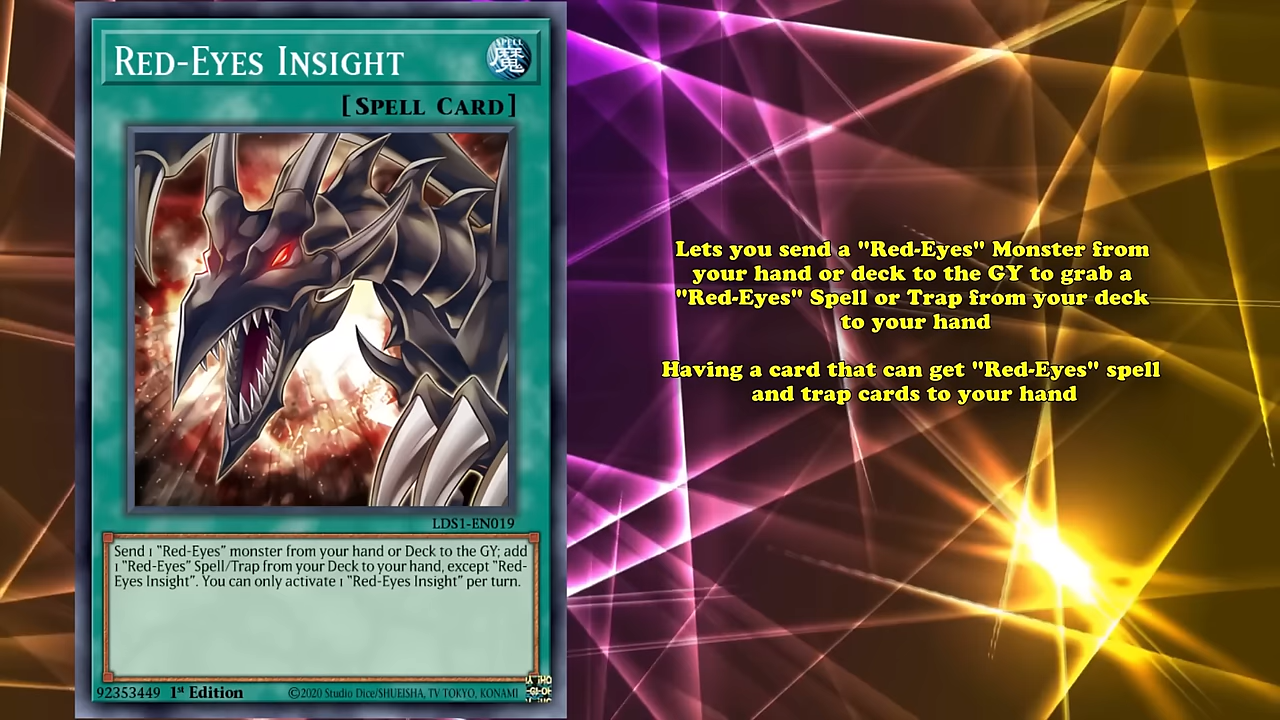 Red-Eyes Insight
SPELL
魔
[Spell Card]
LDS1-EN019
Send 1 "Red-Eyes" monster from your hand or Deck to the GY; add
1 "Red-Eyes" Spell/Trap from your Deck to your hand, except "Red-
Eyes Insight". You can only activate 1 "Red-Eyes Insight" per turn.
92353449 1st Edition ©2020 Studio Dice/SHUEISHA, TV TOKYO, KONAMI
Lets you send a "Red-Eyes" Monster from
your hand or deck to the GY to grab a
"Red-Eyes" Spell or Trap from your deck
to your hand
Having a card that can get "Red-Eyes" spell
and trap cards to your hand